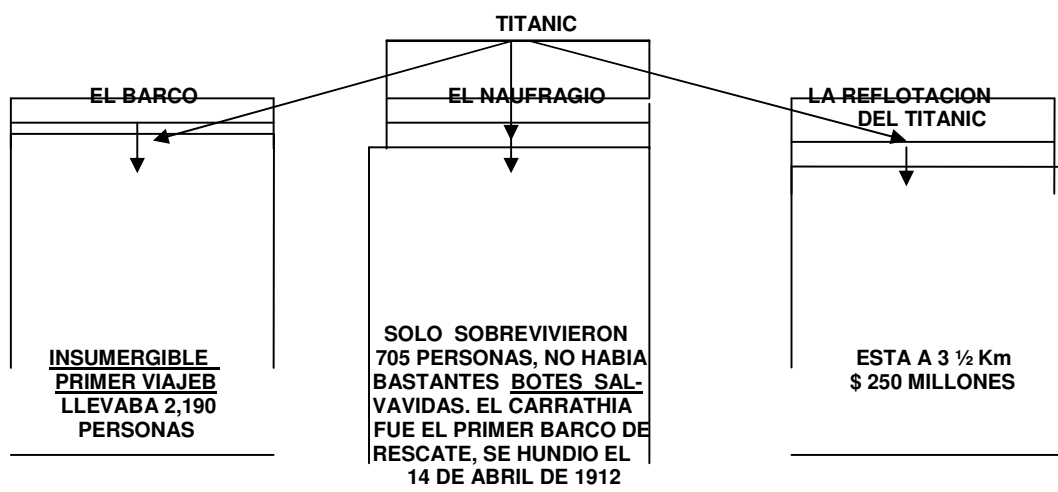 TITANIC
EL BARCO
EL NAUFRAGIO
LA REFLOTACION
DEL TITANIC
INSUMERGIBLE
PRIMER VIAJEB
LLEVABA 2,190
PERSONAS
SOLO SOBREVIVIERON
705 PERSONAS, NO HABIA
BASTANTES BOTES SAL-
VAVIDAS. EL CARRATHIA
FUE EL PRIMER BARCO DE
RESCATE, SE HUNDIO EL
14 DE ABRIL DE 1912
ESTA A 3 ½ Km
$ 250 MILLONES